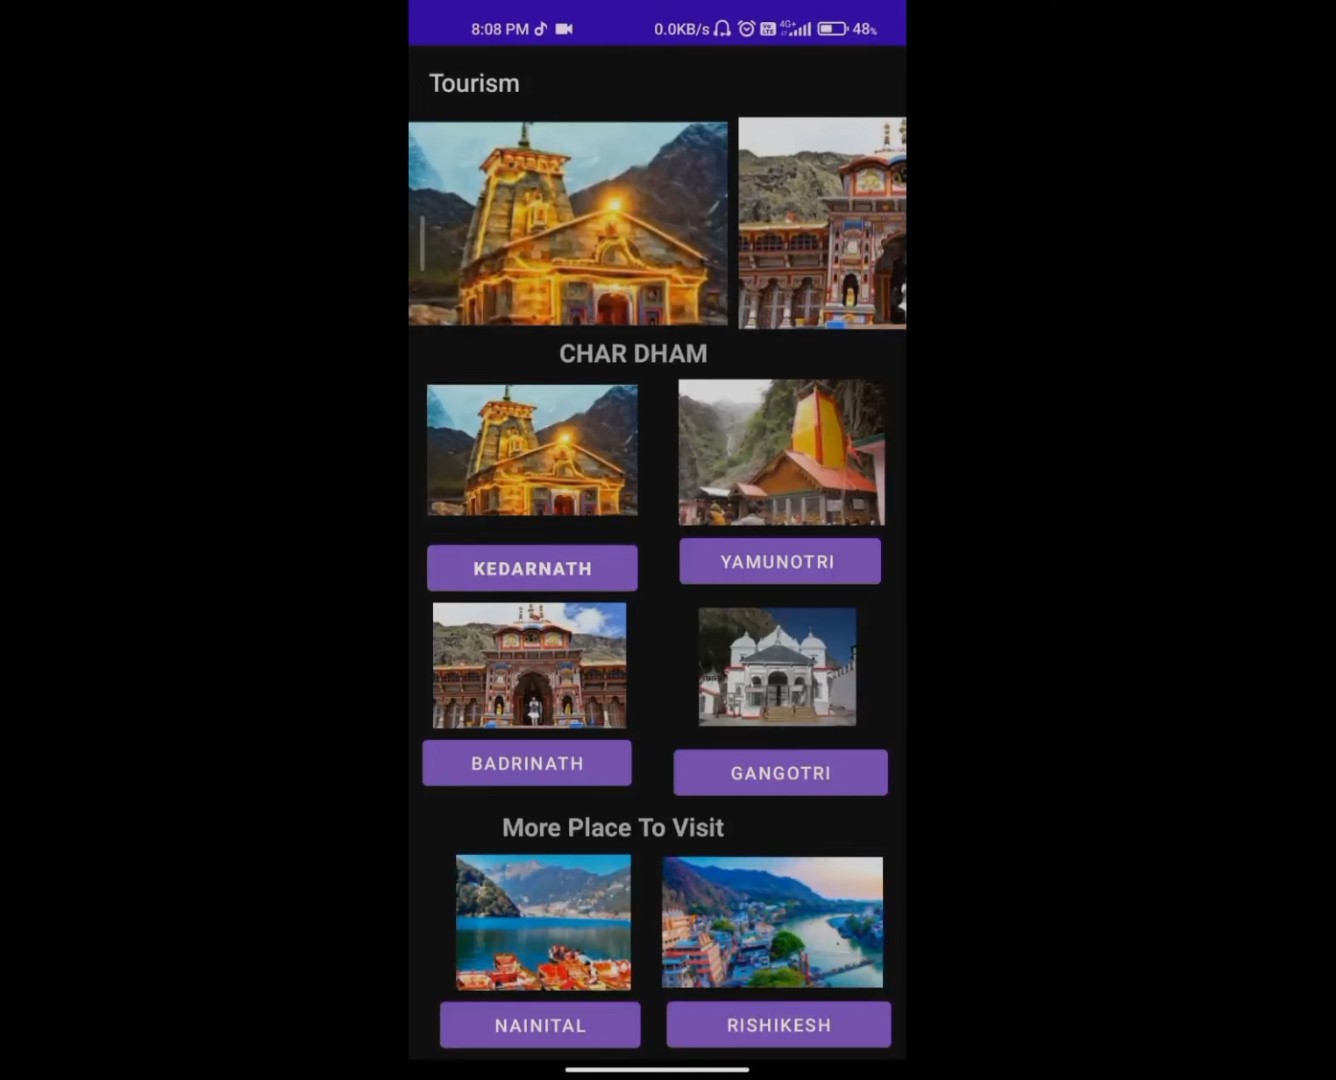 8:08 PM 0.0KB/s 4G+ 48%
Tourism
CHAR DHAM
KEDARNATH
YAMUNOTRI
BADRINATH
GANGOTRI
More Place To Visit
NAINITAL
RISHIKESH